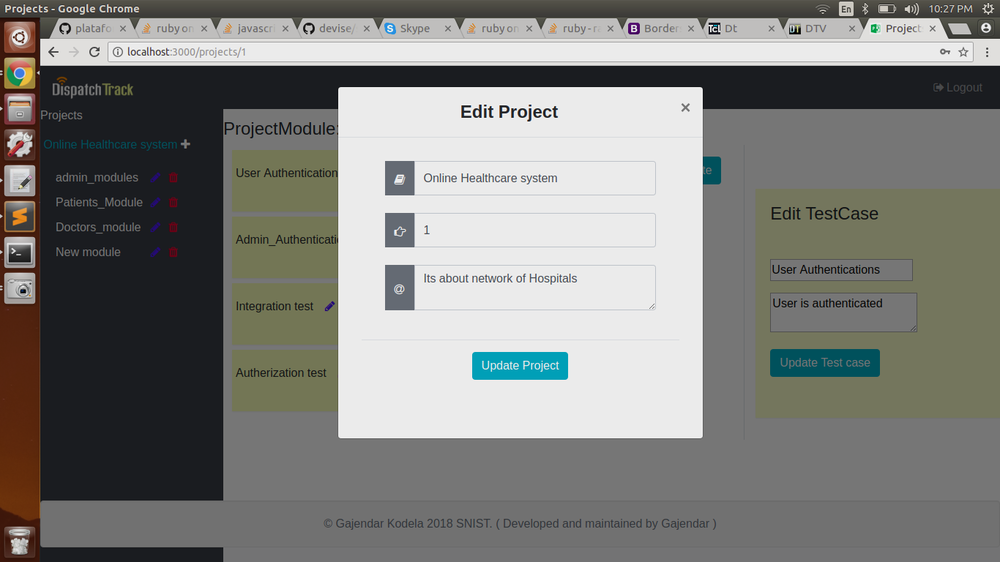 Projects - Google Chrome
En
10:27 PM
platafo
ruby on
javascri
devise/
Skype
ruby on
ruby - ra
Border
Dt
DTV
Project
localhost:3000/projects/1
DispatchTrack
Logout
Projects
Online Healthcare system
admin_modules
Patients_Module
Doctors_module
New module
ProjectModule:
User Authentication
Admin_Authenticati
Integration test
Autherization test
Edit Project
×
Online Healthcare system
1
Its about network of Hospitals
Update Project
te
Edit TestCase
User Authentications
User is authenticated
Update Test case
© Gajendar Kodela 2018 SNIST. ( Developed and maintained by Gajendar )